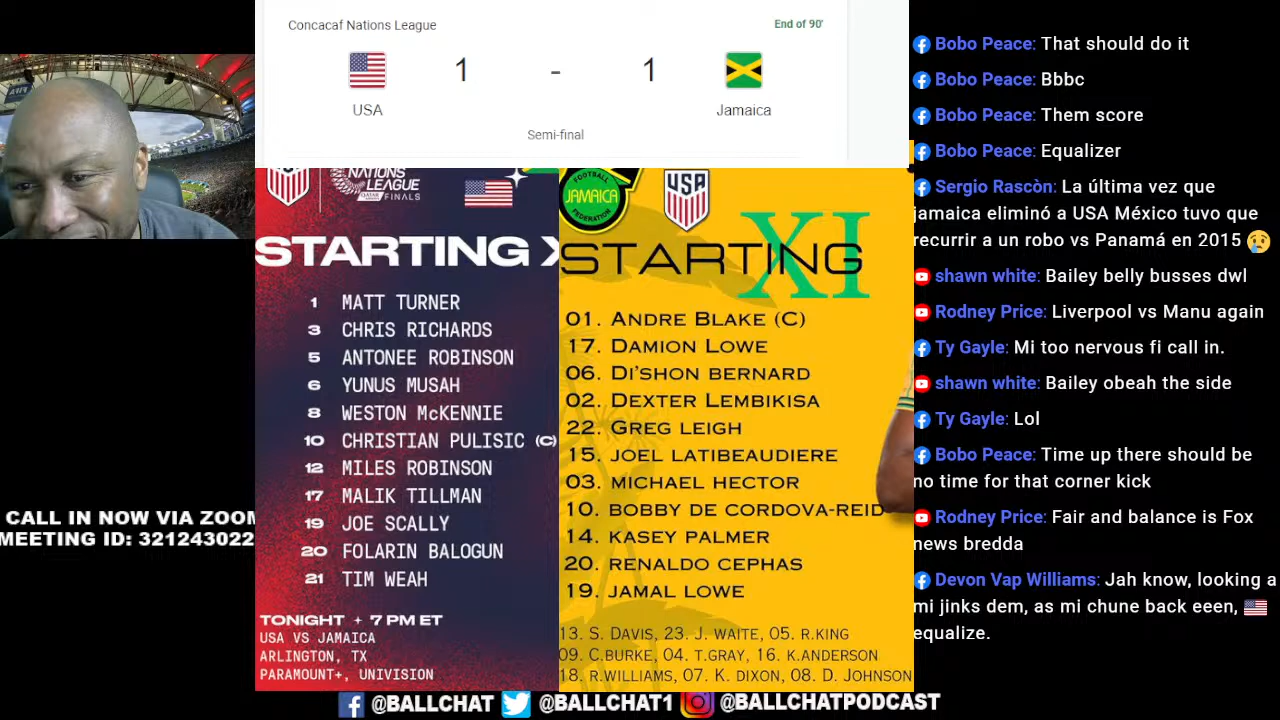 Concacaf Nations League
End of 90'
1 - 1
USA
Jamaica
Semi-final
NATIONS
LEAGUE
FINALS
STARTING X
1 MATT TURNER
3 CHRIS RICHARDS
5 ANTONEE ROBINSON
6 YUNUS MUSAH
8 WESTON McKENNIE
10 CHRISTIAN PULISIC (C)
12 MILES ROBINSON
17 MALIK TILLMAN
19 JOE SCALLY
20 FOLARIN BALOGUN
21 TIM WEAH
TONIGHT + 7 PM ET
USA VS JAMAICA
ARLINGTON, TX
PARAMOUNT+, UNIVISION
FOOTBALL
JAMAICA
FEDERATION
USA
STARTING XI
01. ANDRE BLAKE (C)
17. DAMION LOWE
06. DI'SHON BERNARD
02. DEXTER LEMBIKISA
22. GREG LEIGH
15. JOEL LATIBEAUDIERE
03. MICHAEL HECTOR
10. BOBBY DE CORDOVA-REID
14. KASEY PALMER
20. RENALDO CEPHAS
19. JAMAL LOWE
13. S. DAVIS, 23. J. WAITE, 05. R.KING
09. C.BURKE, 04. T.GRAY, 16. K.ANDERSON
18. R.WILLIAMS, 07. K. DIXON, 08. D. JOHNSON
CALL IN NOW VIA ZOOM
MEETING ID: 321243022
Bobo Peace: That should do it
Bobo Peace: Bbbc
Bobo Peace: Them score
Bobo Peace: Equalizer
Sergio Rascòn: La última vez que
jamaica eliminó a USA México tuvo que
recurrir a un robo vs Panamá en 2015 😢
shawn white: Bailey belly busses dwl
Rodney Price: Liverpool vs Manu again
Ty Gayle: Mi too nervous fi call in.
shawn white: Bailey obeah the side
Ty Gayle: Lol
Bobo Peace: Time up there should be
no time for that corner kick
Rodney Price: Fair and balance is Fox
news bredda
Devon Vap Williams: Jah know, looking a
mi jinks dem, as mi chune back eeen, 🇺🇸
equalize.
@BALLCHAT @BALLCHAT1 @BALLCHATPODCAST